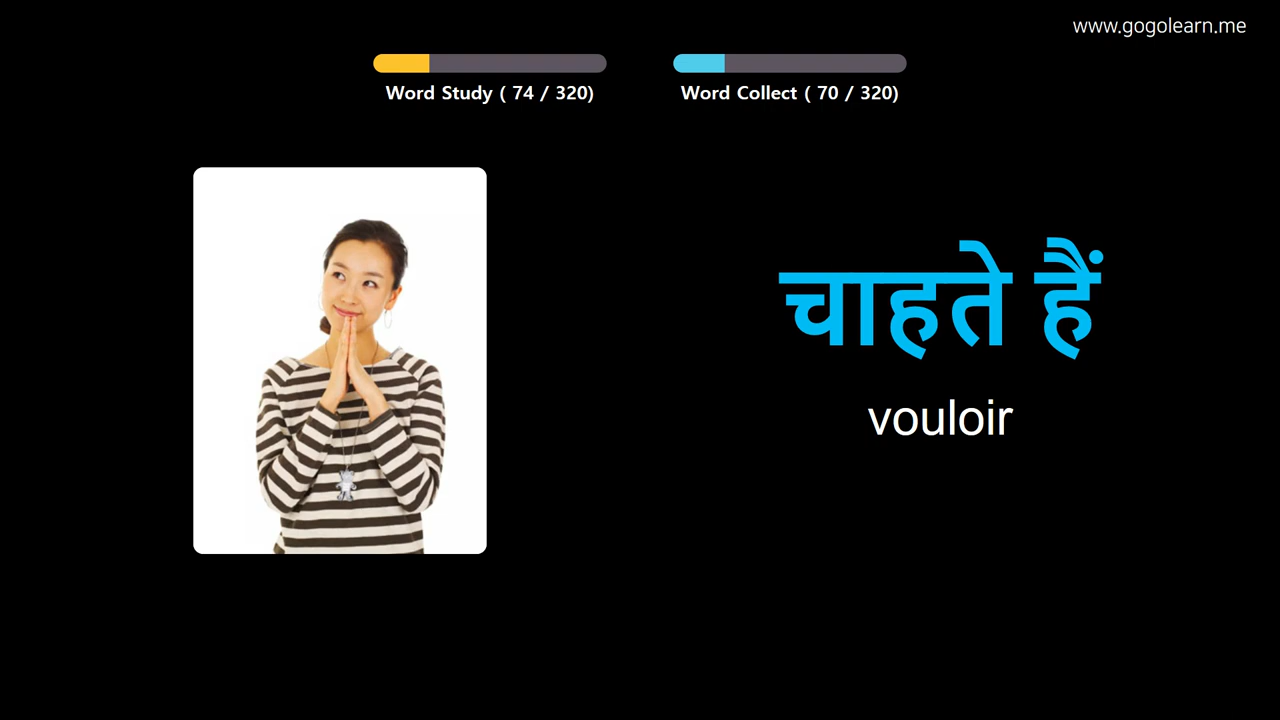 www.gogolearn.me
Word Study ( 74 / 320)
Word Collect ( 70 / 320)
चाहते हैं
vouloir